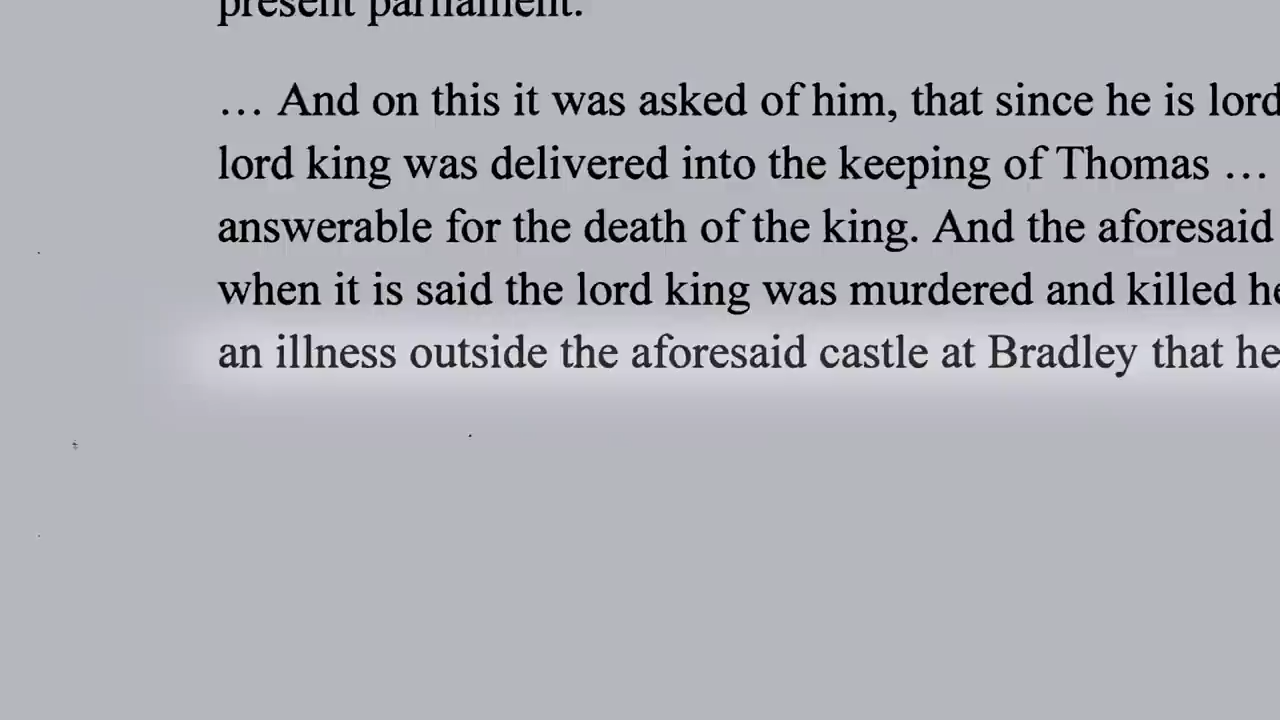 present parliament.
… And on this it was asked of him, that since he is lord
lord king was delivered into the keeping of Thomas …
answerable for the death of the king. And the aforesaid
when it is said the lord king was murdered and killed he
an illness outside the aforesaid castle at Bradley that he